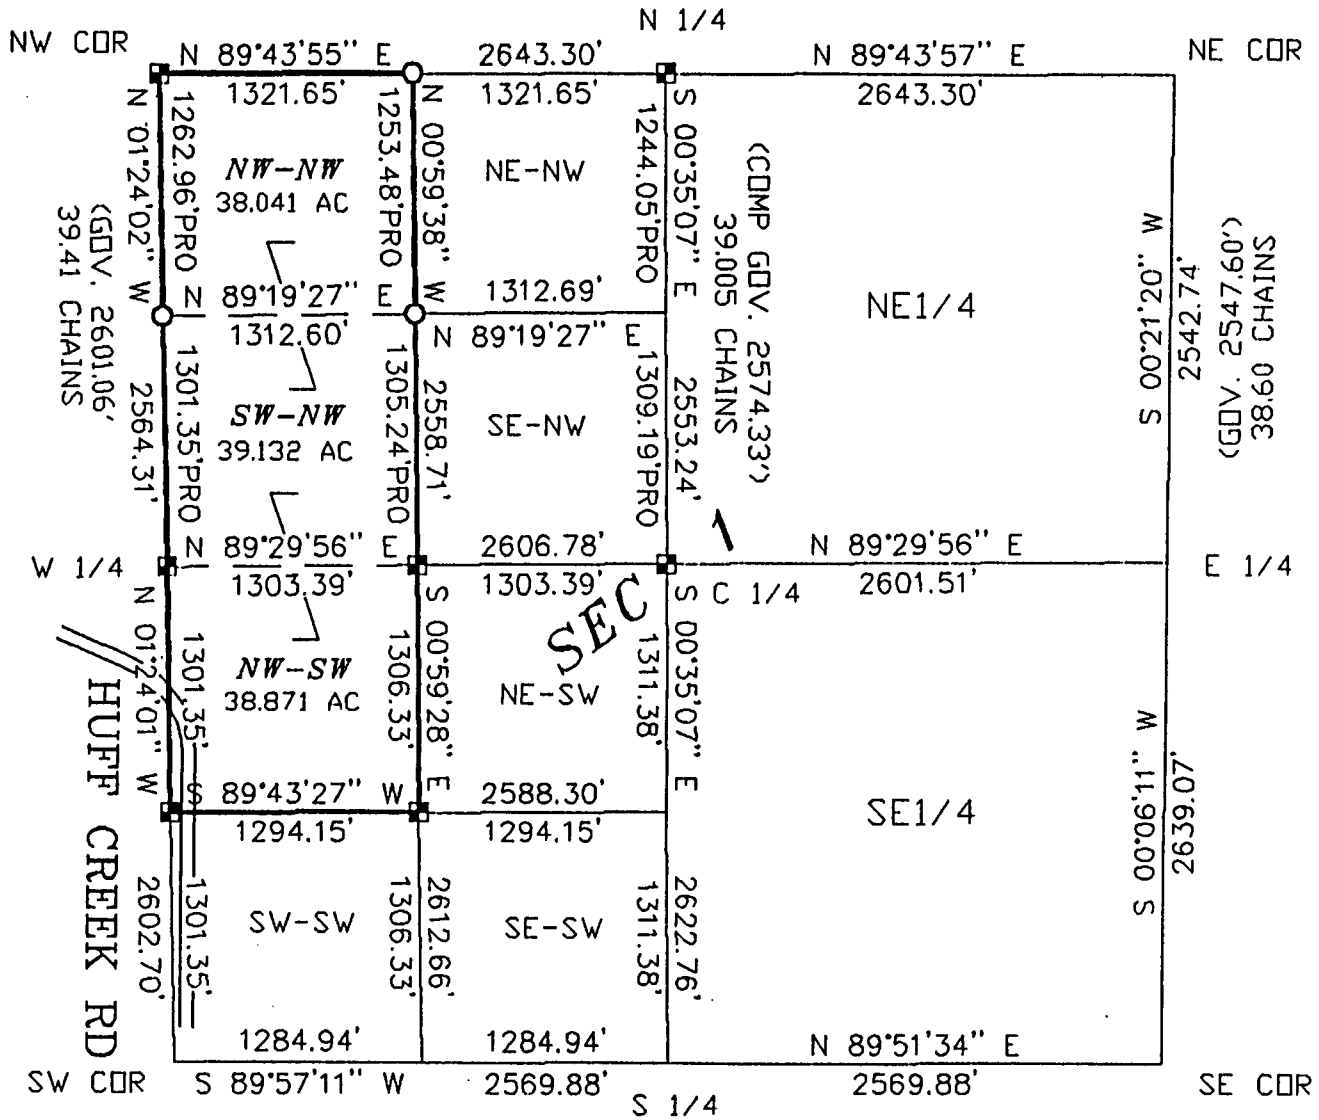 N 1/4
NW COR
N 89°43'55" E
2643.30'
N 89°43'57" E
NE COR
1321.65'
1321.65'
2643.30'
N 01°24'02" W
1262.96'PRO
1253.48'PRO
N 00°59'38" W
1244.05'PRO
S 00°35'07" E
NW-NW
38.041 AC
NE-NW
(GOV. 2601.06'
39.41 CHAINS
(COMP GOV. 2574.33')
39.005 CHAINS
NE1/4
S 00°21'20" W
2542.74'
(GOV. 2547.60')
38.60 CHAINS
N 89°19'27" E
1312.69'
1312.60'
N 89°19'27" E
2564.31'
1301.35'PRO
1305.24'PRO
2558.71'
1309.19'PRO
2553.24'
SW-NW
39.132 AC
SE-NW
N 89°29'56" E
2606.78'
N 89°29'56" E
W 1/4
1303.39'
1303.39'
C 1/4
2601.51'
E 1/4
SEC 1
N 01°24'01" W
1301.35'
1306.33'
S 00°59'28" E
1311.38'
S 00°35'07" E
NW-SW
38.871 AC
NE-SW
HUFF CREEK RD
S 89°43'27" W
2588.30'
1294.15'
1294.15'
SE1/4
S 00°06'11" W
2639.07'
2602.70'
1301.35'
1306.33'
2612.66'
1311.38'
2622.76'
SW-SW
SE-SW
1284.94'
1284.94'
N 89°51'34" E
SW COR
S 89°57'11" W
2569.88'
2569.88'
SE COR
S 1/4